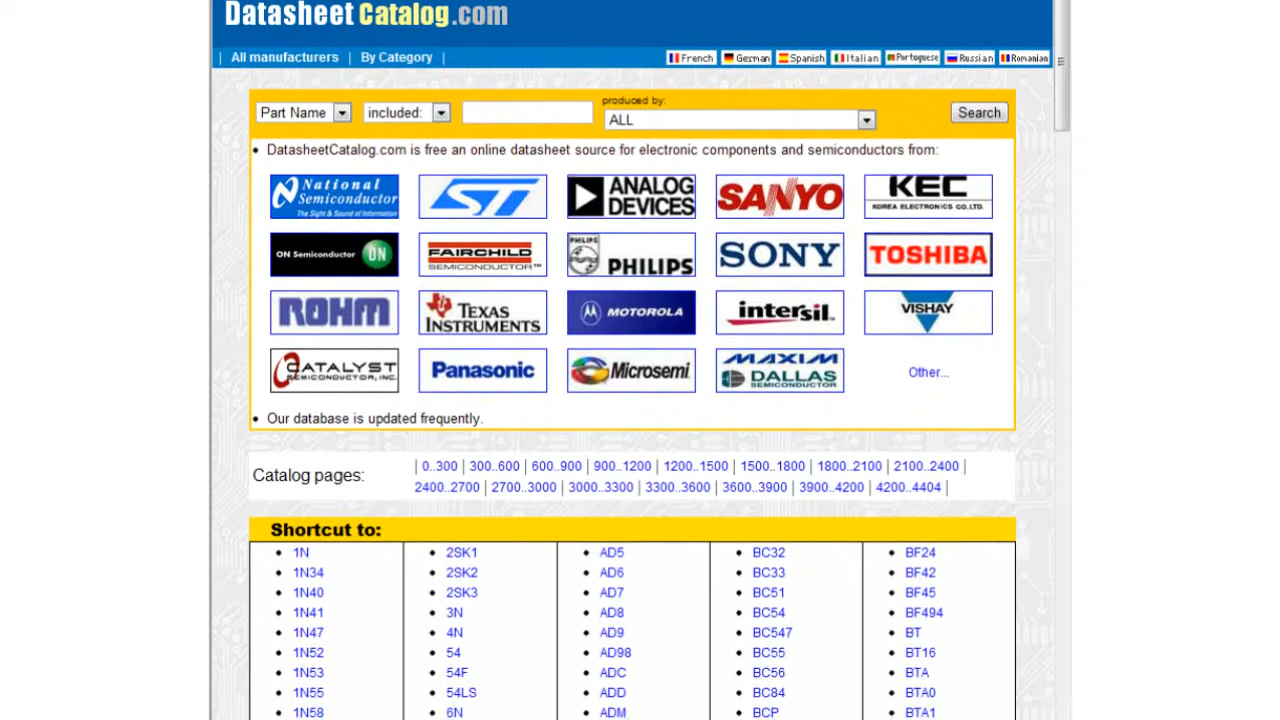 Datasheet Catalog.com
| All manufacturers | By Category |
French German Spanish Italian Portuguese Russian Romanian
produced by:
Part Name included: ALL Search
• DatasheetCatalog.com is free an online datasheet source for electronic components and semiconductors from:
National Semiconductor The Sight & Sound of Information ST ANALOG DEVICES SANYO KEC KOREA ELECTRONICS CO.,LTD.
ON Semiconductor ON FAIRCHILD SEMICONDUCTOR™ PHILIPS PHILIPS SONY TOSHIBA
ROHM TEXAS INSTRUMENTS M MOTOROLA intersil VISHAY
CATALYST SEMICONDUCTOR, INC. Panasonic Microsemi MAXIM DALLAS SEMICONDUCTOR Other...
• Our database is updated frequently.
Catalog pages: | 0..300 | 300..600 | 600..900 | 900..1200 | 1200..1500 | 1500..1800 | 1800..2100 | 2100..2400 |
2400..2700 | 2700..3000 | 3000..3300 | 3300..3600 | 3600..3900 | 3900..4200 | 4200..4404 |
Shortcut to:
• 1N • 2SK1 • AD5 • BC32 • BF24
• 1N34 • 2SK2 • AD6 • BC33 • BF42
• 1N40 • 2SK3 • AD7 • BC51 • BF45
• 1N41 • 3N • AD8 • BC54 • BF494
• 1N47 • 4N • AD9 • BC547 • BT
• 1N52 • 54 • AD98 • BC55 • BT16
• 1N53 • 54F • ADC • BC56 • BTA
• 1N55 • 54LS • ADD • BC84 • BTA0
• 1N58 • 6N • ADM • BCP • BTA1